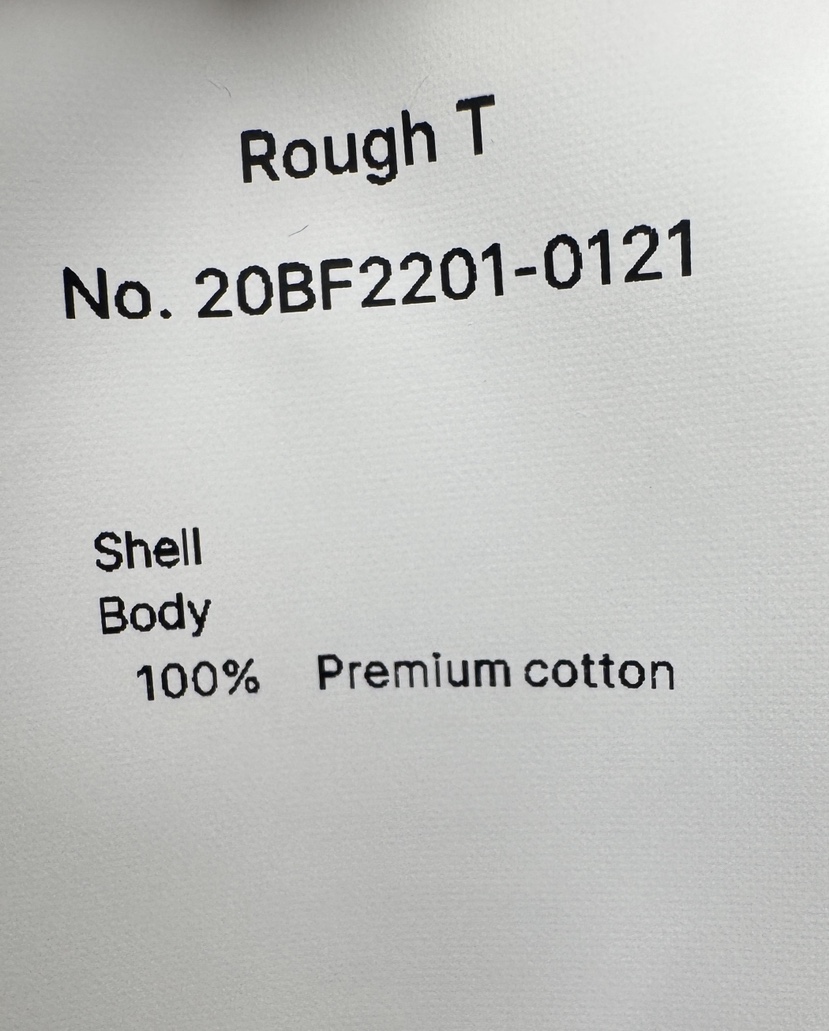 Rough T
No. 20BF2201-0121
Shell
Body
100% Premium cotton